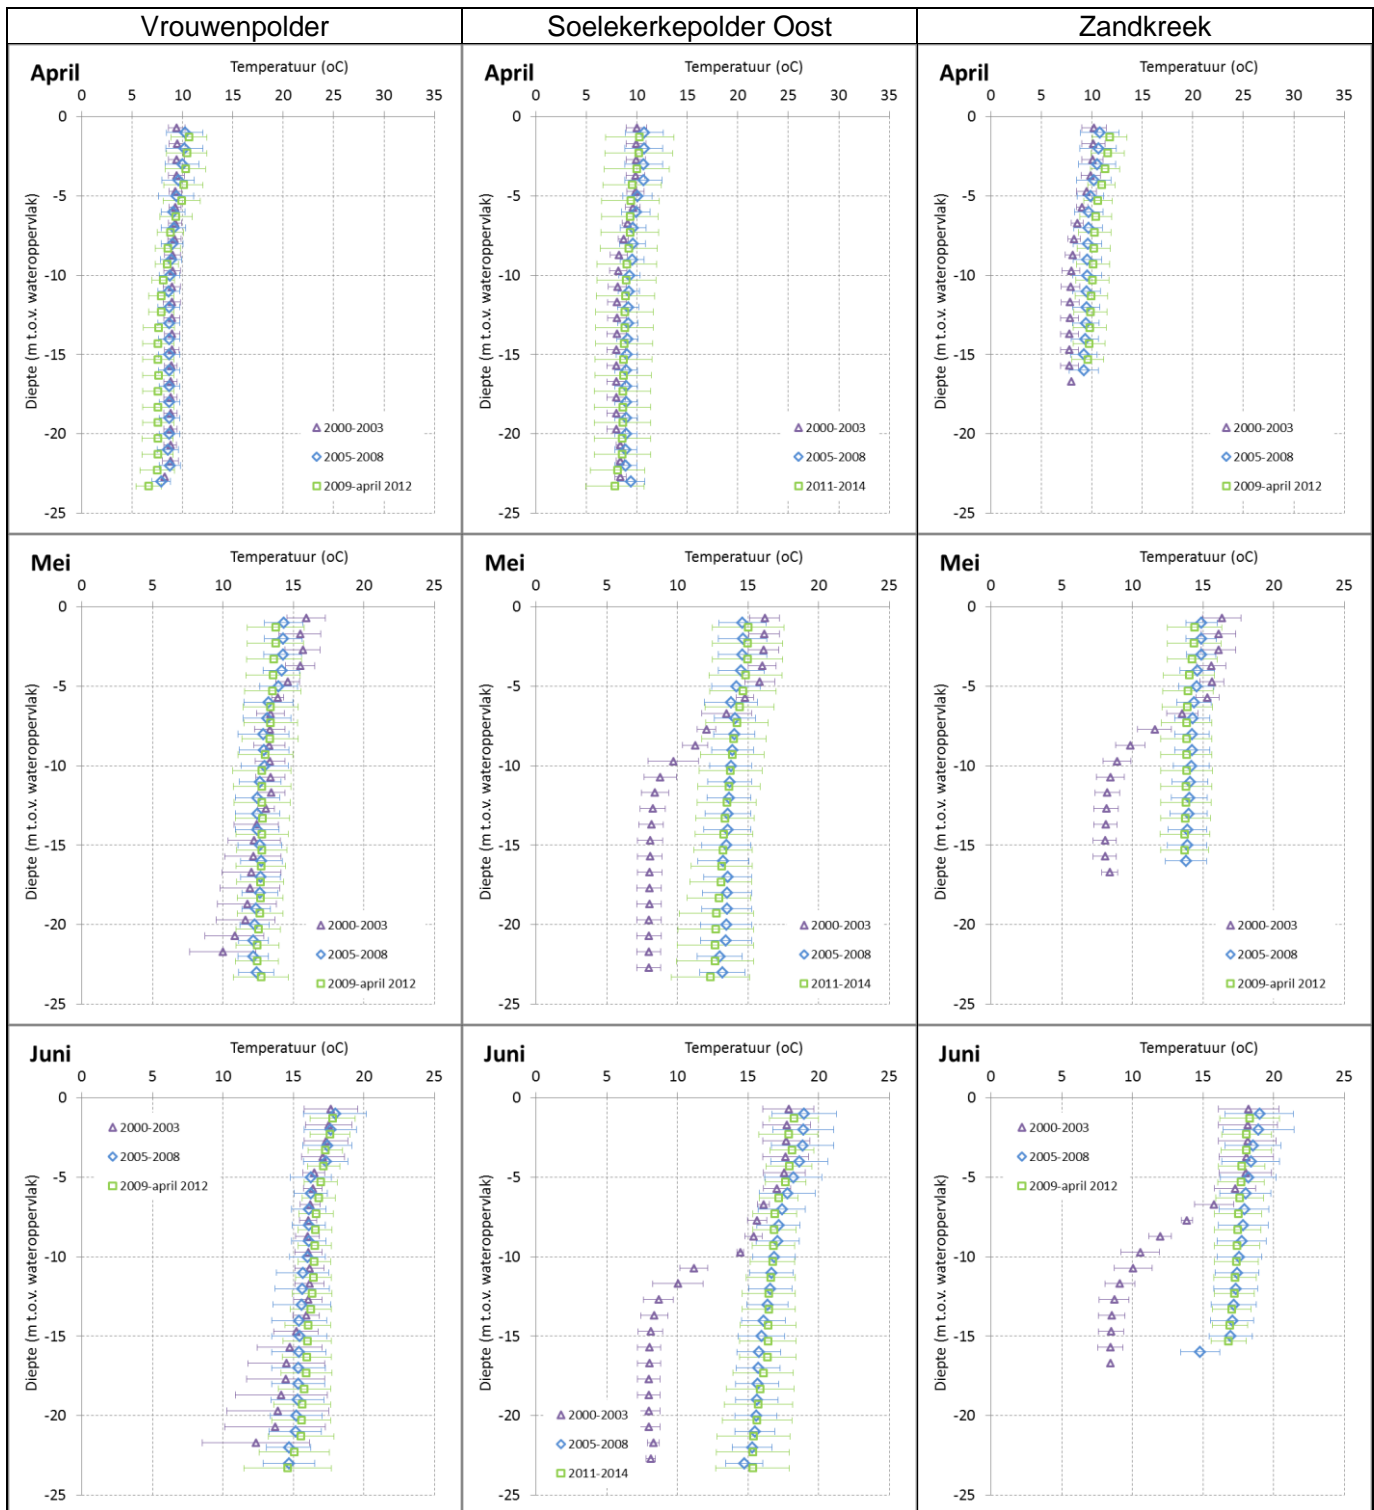 Vrouwenpolder
Soelekerkepolder Oost
Zandkreek
April
Temperatuur (oC)
0 5 10 15 20 25 30 35
0
-5
-10
-15
-20
-25
Diepte (m t.o.v. wateroppervlak)
2000-2003
2005-2008
2009-april 2012
April
Temperatuur (oC)
0 5 10 15 20 25 30 35
0
-5
-10
-15
-20
-25
Diepte (m t.o.v. wateroppervlak)
2000-2003
2005-2008
2011-2014
April
Temperatuur (oC)
0 5 10 15 20 25 30 35
0
-5
-10
-15
-20
-25
Diepte (m t.o.v. wateroppervlak)
2000-2003
2005-2008
2009-april 2012
Mei
Temperatuur (oC)
0 5 10 15 20 25
0
-5
-10
-15
-20
-25
Diepte (m t.o.v. wateroppervlak)
2000-2003
2005-2008
2009-april 2012
Mei
Temperatuur (oC)
0 5 10 15 20 25
0
-5
-10
-15
-20
-25
Diepte (m t.o.v. wateroppervlak)
2000-2003
2005-2008
2011-2014
Mei
Temperatuur (oC)
0 5 10 15 20 25
0
-5
-10
-15
-20
-25
Diepte (m t.o.v. wateroppervlak)
2000-2003
2005-2008
2009-april 2012
Juni
Temperatuur (oC)
0 5 10 15 20 25
0
-5
-10
-15
-20
-25
Diepte (m t.o.v. wateroppervlak)
2000-2003
2005-2008
2009-april 2012
Juni
Temperatuur (oC)
0 5 10 15 20 25
0
-5
-10
-15
-20
-25
Diepte (m t.o.v. wateroppervlak)
2000-2003
2005-2008
2011-2014
Juni
Temperatuur (oC)
0 5 10 15 20 25
0
-5
-10
-15
-20
-25
Diepte (m t.o.v. wateroppervlak)
2000-2003
2005-2008
2009-april 2012